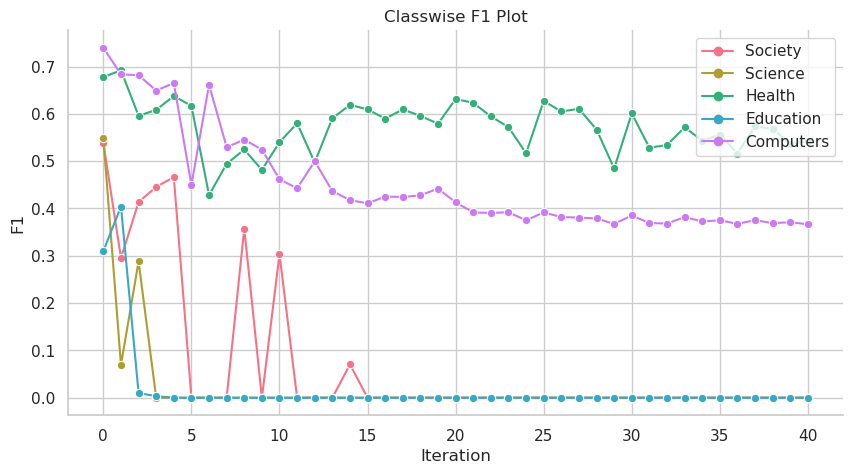 Classwise F1 Plot
Society
Science
Health
Education
Computers
F1
0.7
0.6
0.5
0.4
0.3
0.2
0.1
0.0
0 5 10 15 20 25 30 35 40
Iteration